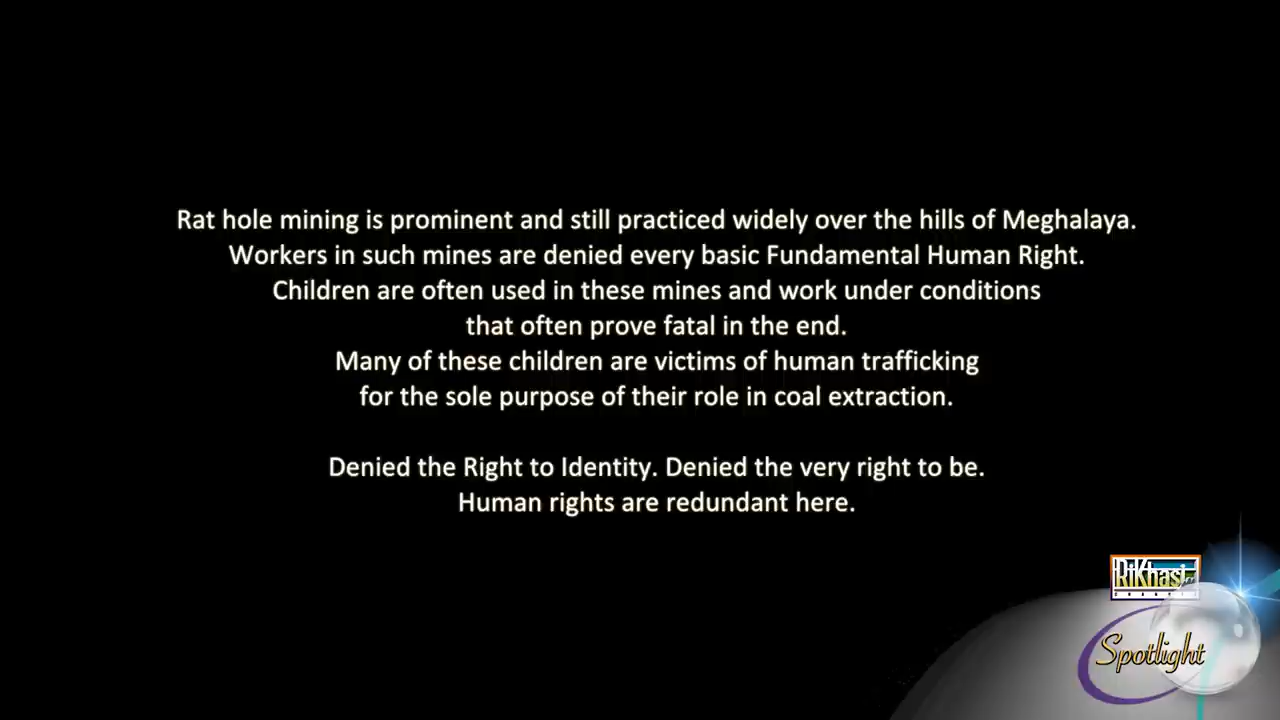 Rat hole mining is prominent and still practiced widely over the hills of Meghalaya.
Workers in such mines are denied every basic Fundamental Human Right.
Children are often used in these mines and work under conditions
that often prove fatal in the end.
Many of these children are victims of human trafficking
for the sole purpose of their role in coal extraction.
Denied the Right to Identity. Denied the very right to be.
Human rights are redundant here.
RiKhasi
Spotlight